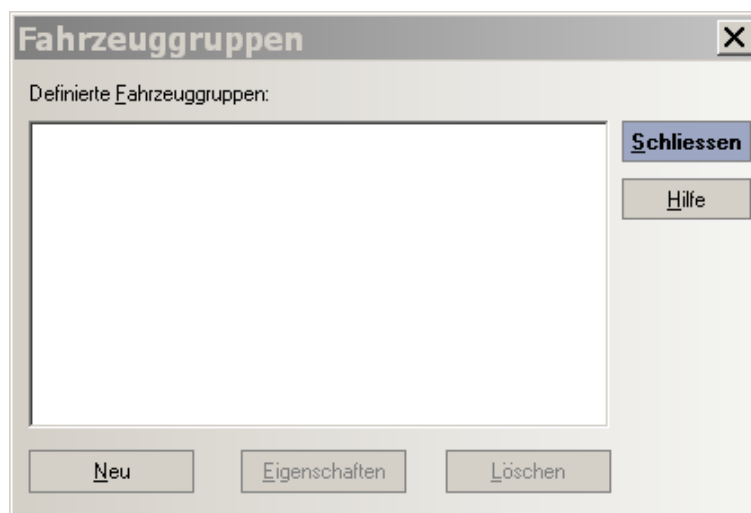 Fahrzeuggruppen
Definierte Fahrzeuggruppen:
Schliessen
Hilfe
Neu Eigenschaften Löschen